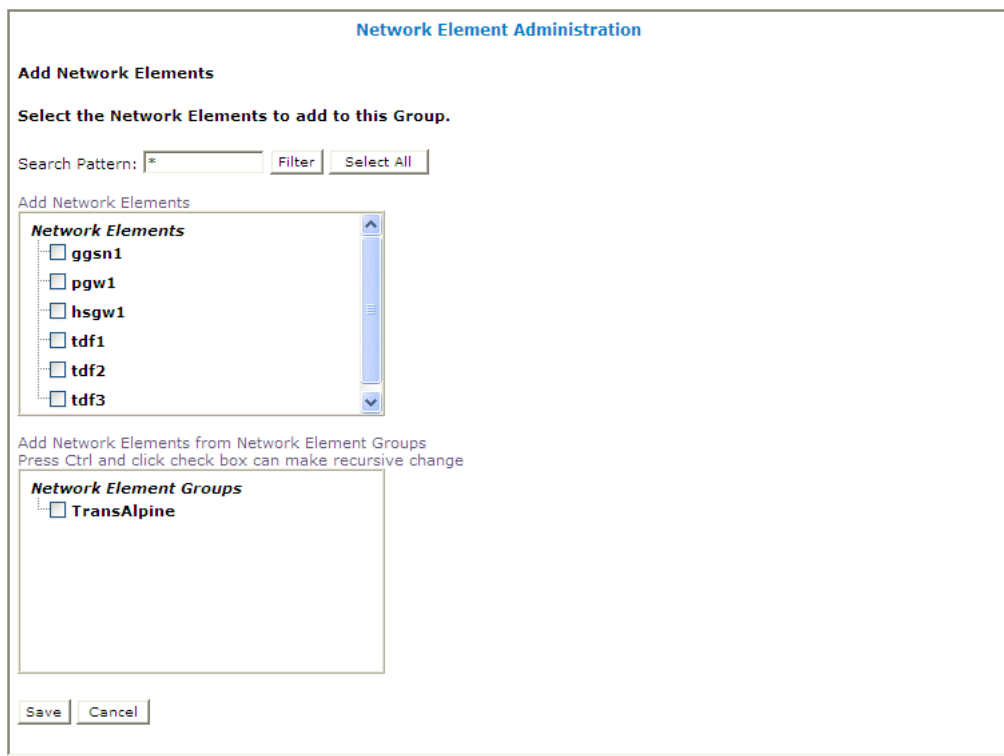 Network Element Administration
Add Network Elements
Select the Network Elements to add to this Group.
Search Pattern: * Filter Select All
Add Network Elements
Network Elements
ggsn1
pgw1
hsgw1
tdf1
tdf2
tdf3
Add Network Elements from Network Element Groups
Press Ctrl and click check box can make recursive change
Network Element Groups
TransAlpine
Save Cancel